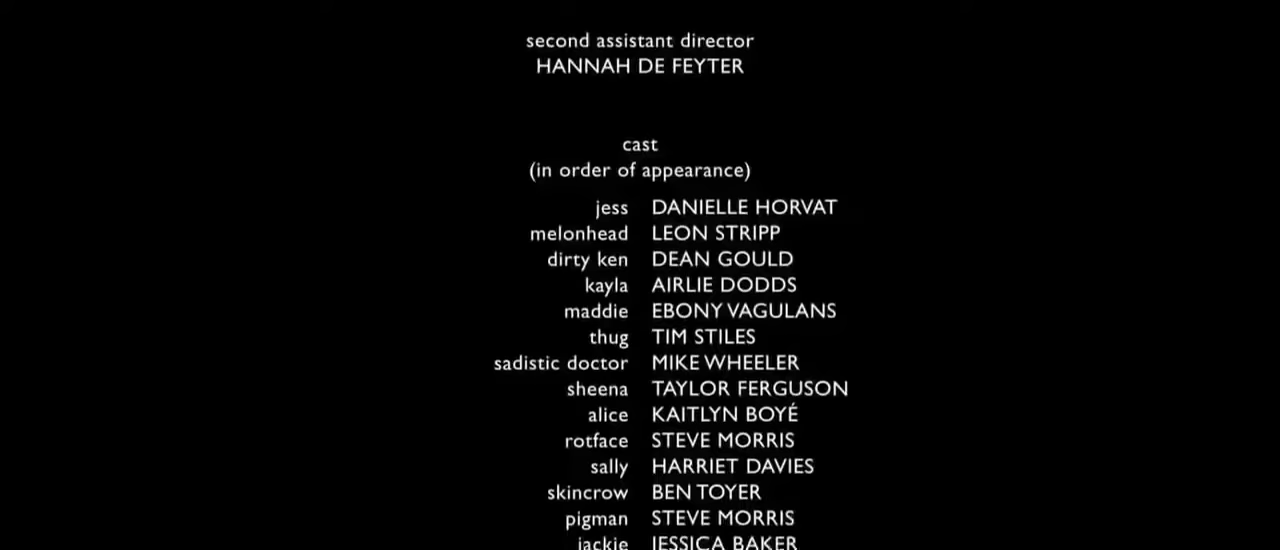 second assistant director
HANNAH DE FEYTER
cast
(in order of appearance)
jess DANIELLE HORVAT
melonhead LEON STRIPP
dirty ken DEAN GOULD
kayla AIRLIE DODDS
maddie EBONY VAGULANS
thug TIM STILES
sadistic doctor MIKE WHEELER
sheena TAYLOR FERGUSON
alice KAITLYN BOYÉ
rotface STEVE MORRIS
sally HARRIET DAVIES
skincrow BEN TOYER
pigman STEVE MORRIS
jackie JESSICA BAKER